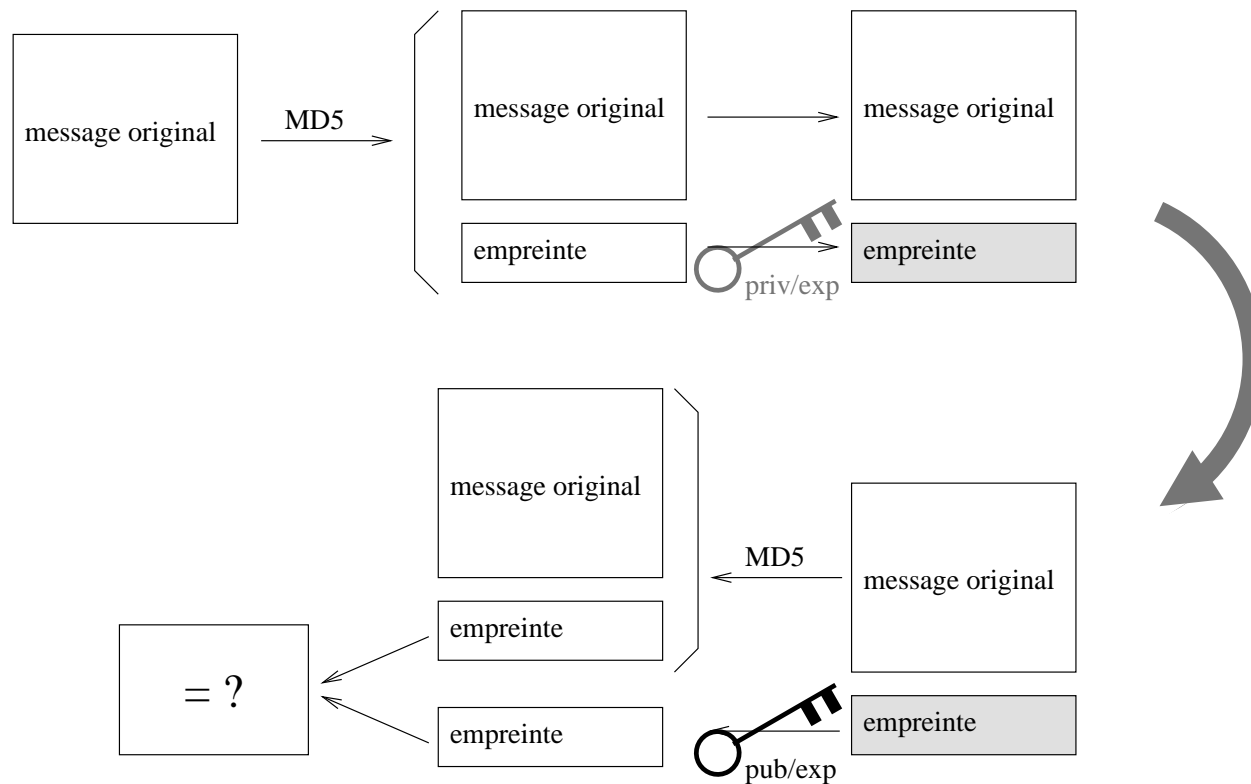 message original
MD5
message original
message original
empreinte
priv/exp
empreinte
message original
MD5
message original
empreinte
= ?
empreinte
pub/exp
empreinte